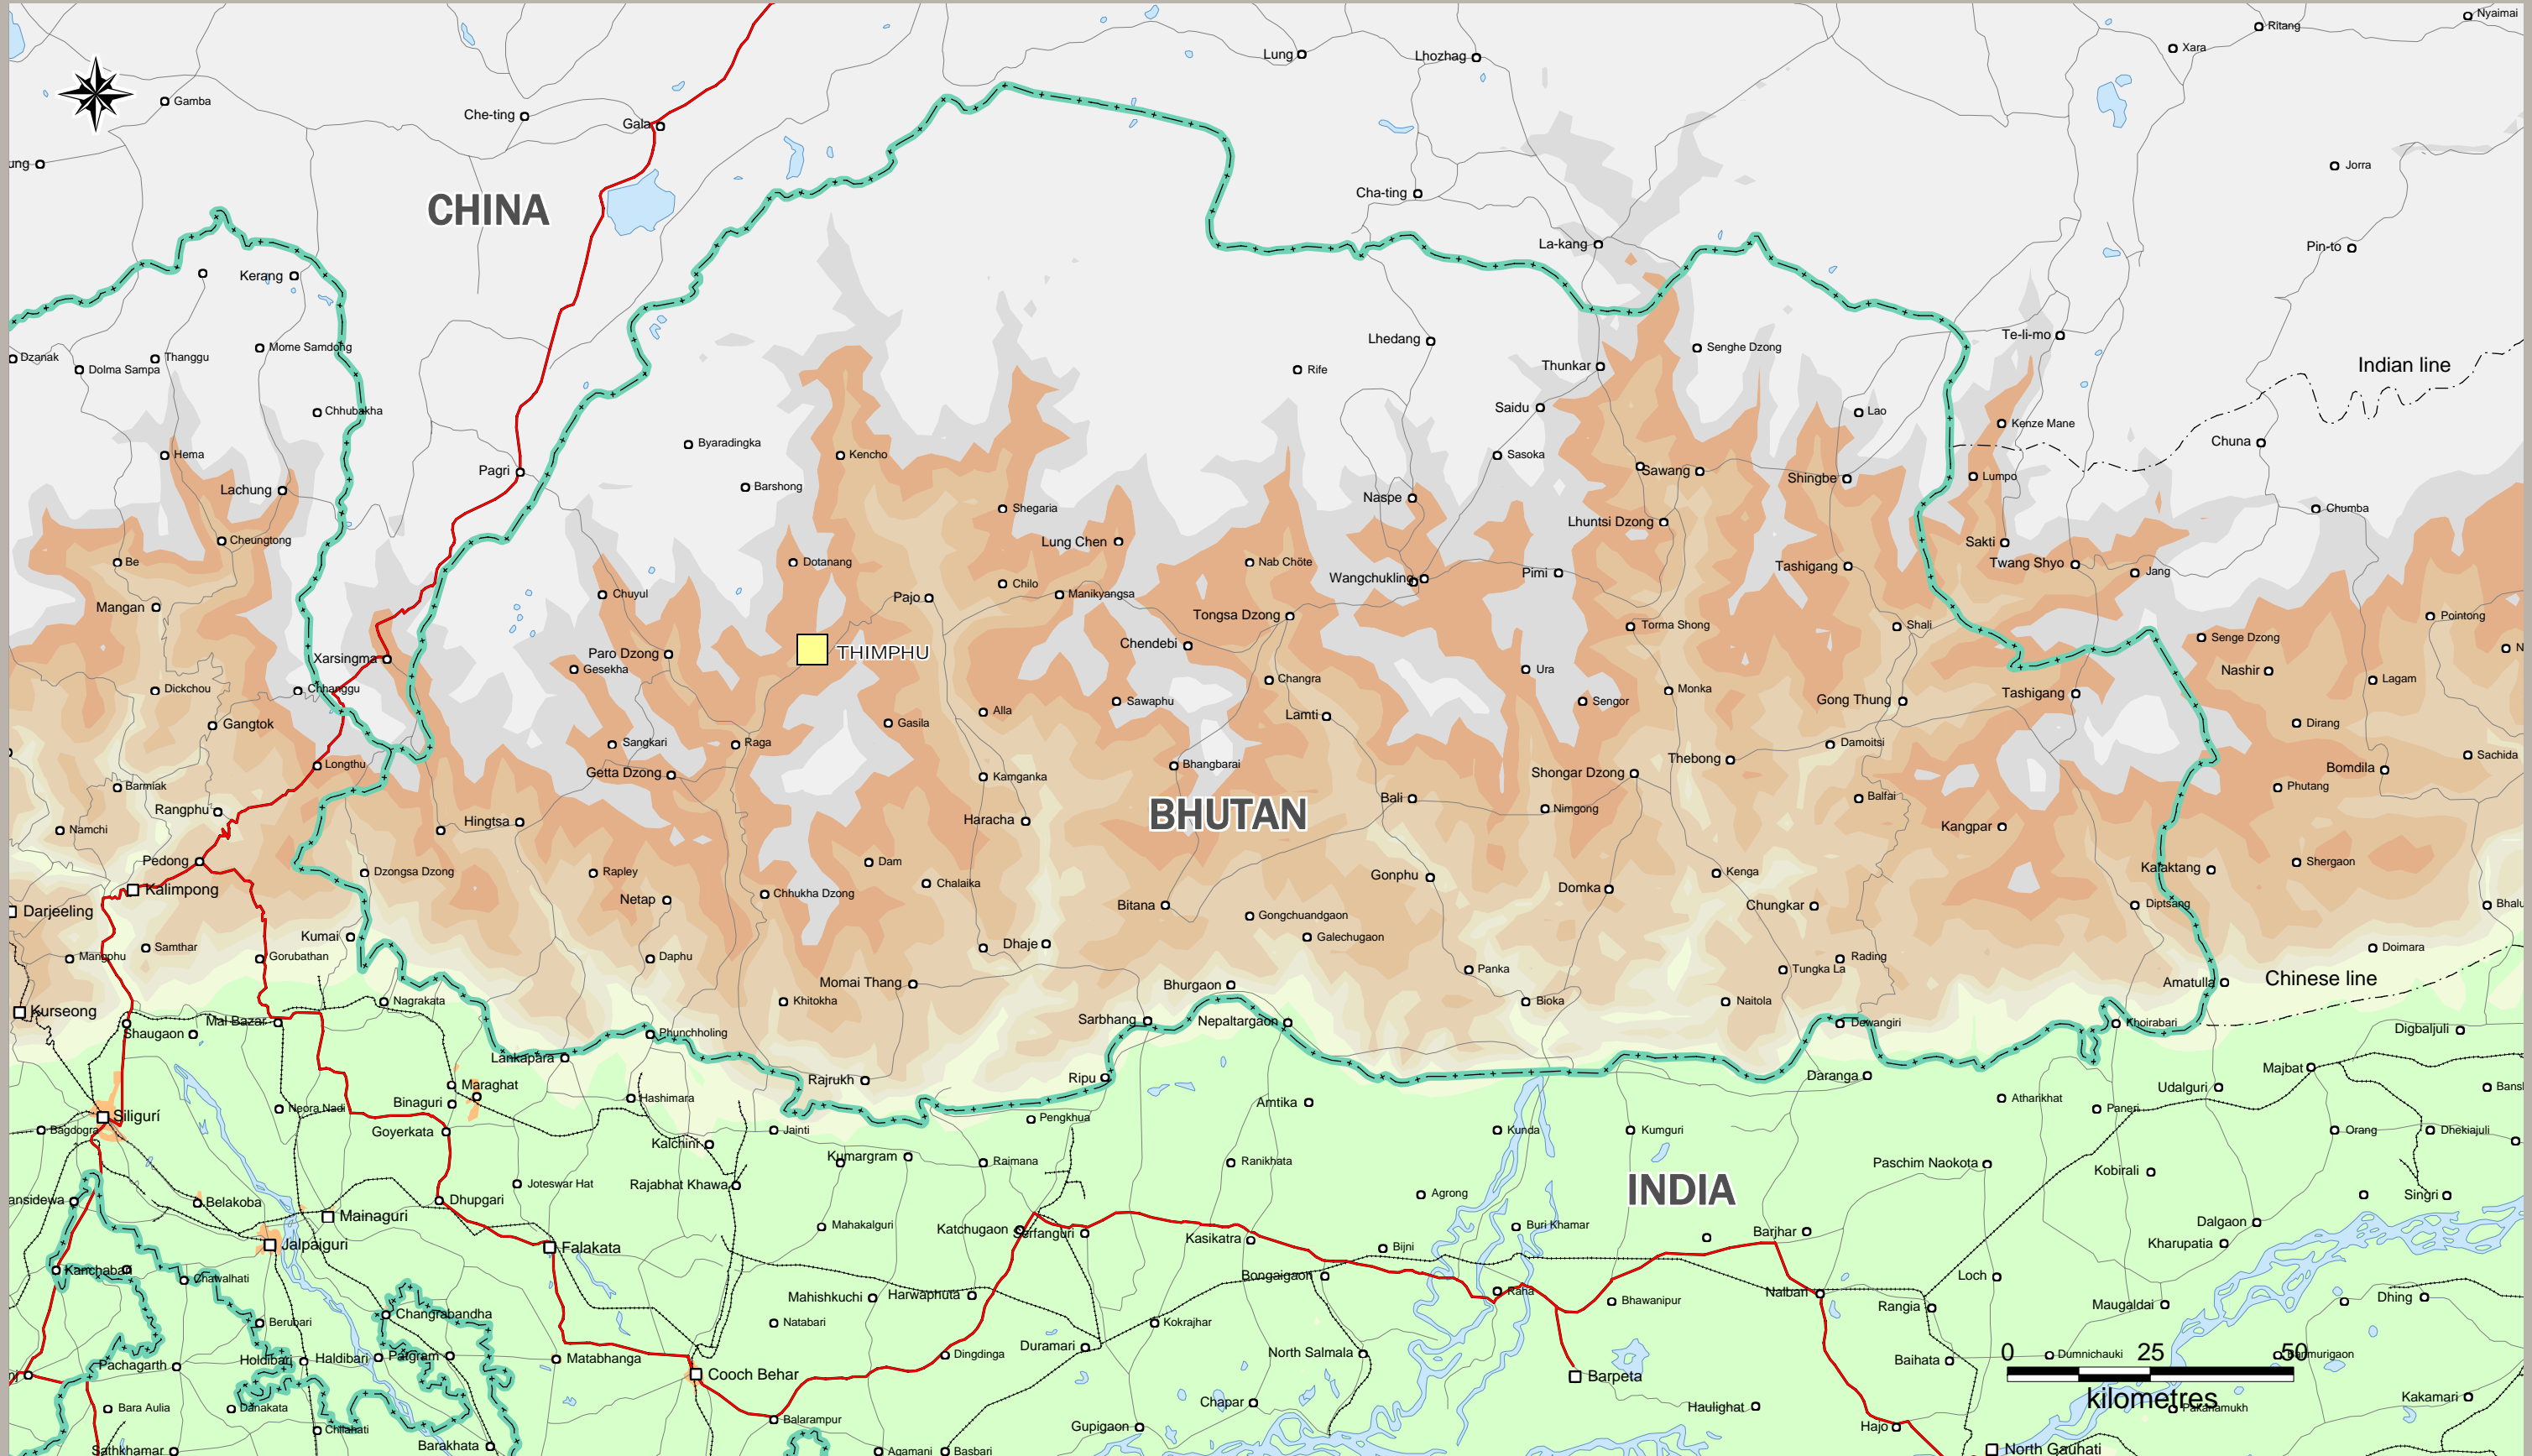 Nyaimai
Ritang
Xara
Lung
Lhozhag
Gamba
Che-ting
Gala
ung
Jorra
CHINA
Cha-ting
La-kang
Pin-to
Kerang
Te-li-mo
Lhedang
Mome Samdong
Senghe Dzong
Dzanak
Thanggu
Dolma Sampa
Rife
Thunkar
Indian line
Chhubakha
Saidu
Lao
Kenze Mane
Chuna
Byaradingka
Hema
Kencho
Sasoka
Pagri
Sawang
Shingbe
Lumpo
Lachung
Barshong
Naspe
Shegaria
Chumba
Lhuntsi Dzong
Cheungtong
Lung Chen
Sakti
Be
Dotanang
Nab Chöte
Tashigang
Twang Shyo
Jang
Wangchukling
Pimi
Chilo
Mangan
Chuyul
Pajo
Manikyangsa
Tongsa Dzong
Pointong
Torma Shong
Shali
Senge Dzong
Chendebi
N
Xarsingma
Paro Dzong
THIMPHU
Gesekha
Ura
Nashir
Changra
Lagam
Dickchou
Chhanggu
Monka
Tashigang
Sawaphu
Sengor
Gong Thung
Gangtok
Alla
Gasila
Lamti
Dirang
Sangkari
Raga
Damoitsi
Sachida
Longthu
Bhangbarai
Thebong
Getta Dzong
Kamganka
Shongar Dzong
Bomdila
Barmiak
Phutang
Bali
Balfai
Rangphu
Nimgong
BHUTAN
Namchi
Hingtsa
Haracha
Kangpar
Pedong
Dam
Shergaon
Dzongsa Dzong
Rapley
Kenga
Kalaktang
Gonphu
Kalimpong
Chhukha Dzong
Chalaika
Domka
Netap
Darjeeling
Bitana
Chungkar
Diptsang
Bhalu
Gongchuandgaon
Kumai
Galechugaon
Samthar
Dhaje
Doimara
Mangphu
Gorubathan
Daphu
Rading
Panka
Tungka La
Chinese line
Momai Thang
Bhurgaon
Amatulla
Nagrakata
Khitokha
Bioka
Naitola
Kurseong
Shaugaon
Mal Bazar
Phunchholing
Sarbhang
Nepaltargaon
Dewangiri
Khoirabari
Digbaljuli
Lankapara
Rajrukh
Ripu
Daranga
Majbat
Maraghat
Udalguri
Bansl
Binaguri
Neora Nadi
Hashimara
Amtika
Atharikhat
Paneri
Siliguri
Pengkhua
Bagdogra
Goyerkata
Jainti
Kunda
Kumguri
Orang
Dhekiajuli
Kalchini
Kumargram
Raimana
Ranikhata
Paschim Naokota
Kobirali
Joteswar Hat
Rajabhat Khawa
INDIA
Agrong
Singri
ansidewa
Belakoba
Dhupgari
Mainaguri
Mahakalguri
Katchugaon
Serfanguri
Buri Khamar
Dalgaon
Jalpaiguri
Falakata
Kasikatra
Bijni
Barjhar
Kharupatia
Kanchabari
Chawalhati
Bongaigaon
Loch
Mahishkuchi
Harwaphuta
Raha
Nalbari
Bhawanipur
Dhing
Changrabandha
Rangia
Maugaldai
Berubari
Natabari
Kokrajhar
Duramari
North Salmala
Dingdinga
0 25 50
Pachagarth
Holdibari
Haldibari
Patgram
Matabhanga
Baihata
Dumnichauki
Barmurigaon
nj
Cooch Behar
Barpeta
kilometres
Kakamari
Bara Aulia
Danakata
Chapar
Haulighat
Pakanamukh
Balarampur
Chilahati
Gupigaon
Hajo
Barakhata
Sathkhamar
Agamani
Basbari
North Gauhati